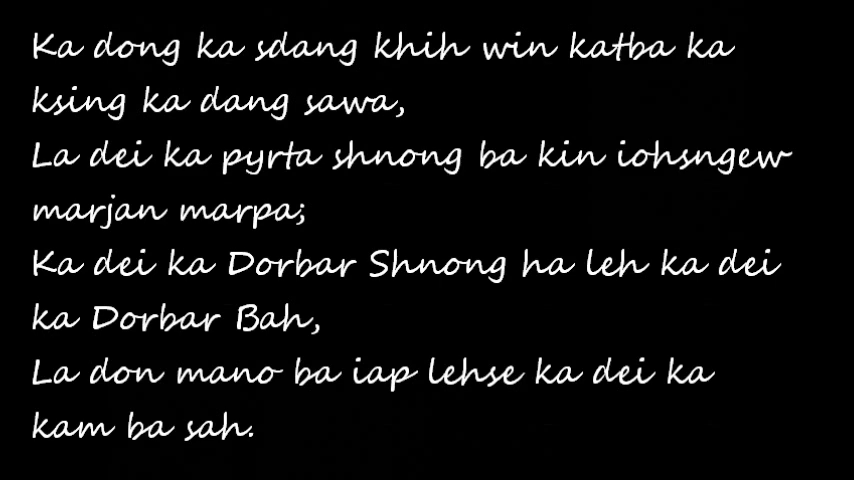 Ka dong ka sdang khih win katba ka
ksing ka dang sawa,
La dei ka pyrta shnong ba kin iohsngew
marjan marpa;
Ka dei ka Dorbar Shnong ha leh ka dei
ka Dorbar Bah,
La don mano ba iap lehse ka dei ka
kam ba sah.